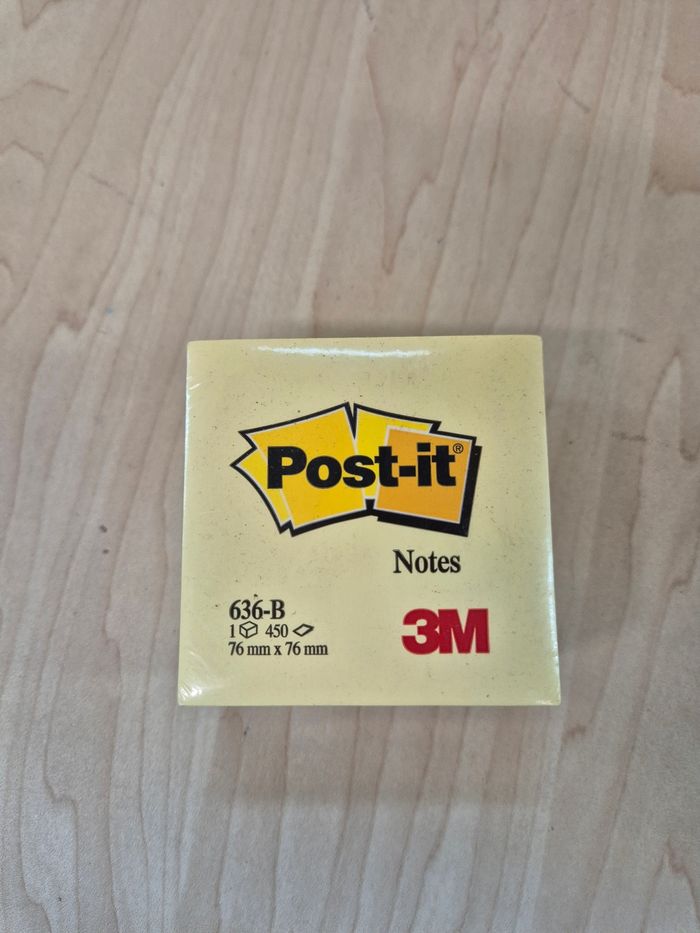 Post-it®
Notes
636-B
1 450
76 mm x 76 mm
3M